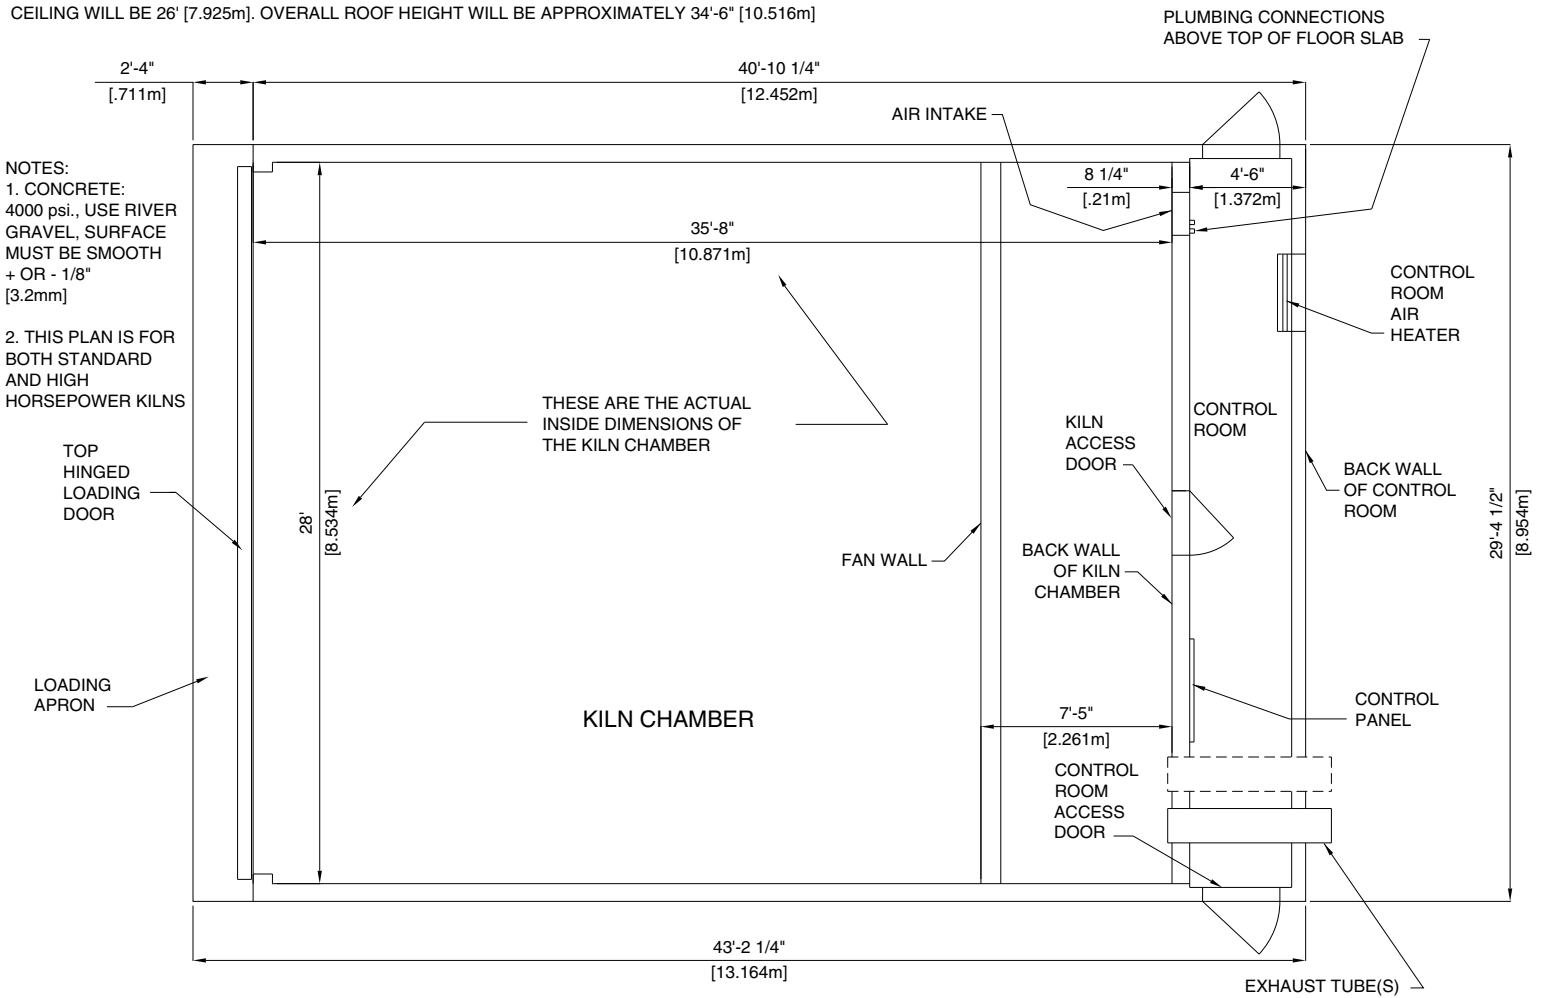 CEILING WILL BE 26' [7.925m]. OVERALL ROOF HEIGHT WILL BE APPROXIMATELY 34'-6" [10.516m]
PLUMBING CONNECTIONS
ABOVE TOP OF FLOOR SLAB
2'-4"
[.711m]
40'-10 1/4"
[12.452m]
AIR INTAKE
NOTES:
1. CONCRETE:
4000 psi., USE RIVER
GRAVEL, SURFACE
MUST BE SMOOTH
+ OR - 1/8"
[3.2mm]
2. THIS PLAN IS FOR
BOTH STANDARD
AND HIGH
HORSEPOWER KILNS
8 1/4"
[.21m]
4'-6"
[1.372m]
35'-8"
[10.871m]
CONTROL
ROOM
AIR
HEATER
THESE ARE THE ACTUAL
INSIDE DIMENSIONS OF
THE KILN CHAMBER
KILN
ACCESS
DOOR
CONTROL
ROOM
TOP
HINGED
LOADING
DOOR
BACK WALL
OF CONTROL
ROOM
28'
[8.534m]
29'-4 1/2"
[8.954m]
FAN WALL
BACK WALL
OF KILN
CHAMBER
LOADING
APRON
KILN CHAMBER
7'-5"
[2.261m]
CONTROL
PANEL
CONTROL
ROOM
ACCESS
DOOR
43'-2 1/4"
[13.164m]
EXHAUST TUBE(S)